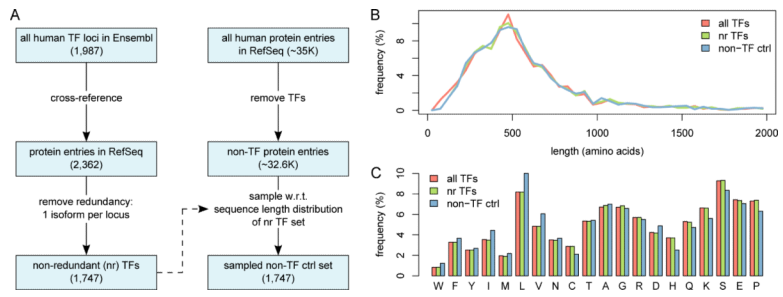 A
all human TF loci in Ensembl
(1,987)
cross-reference
protein entries in RefSeq
(2,362)
remove redundancy:
1 isoform per locus
non-redundant (nr) TFs
(1,747)
all human protein entries
in RefSeq (~35K)
remove TFs
non-TF protein entries
(~32.6K)
sample w.r.t.
sequence length distribution
of nr TF set
sampled non-TF ctrl set
(1,747)
B
frequency (%)
8
4
0
all TFs
nr TFs
non-TF ctrl
0 500 1000 1500 2000
length (amino acids)
C
frequency (%)
10
8
6
4
2
0
all TFs
nr TFs
non-TF ctrl
W F Y I M L V N C T A G R D H Q K S E P